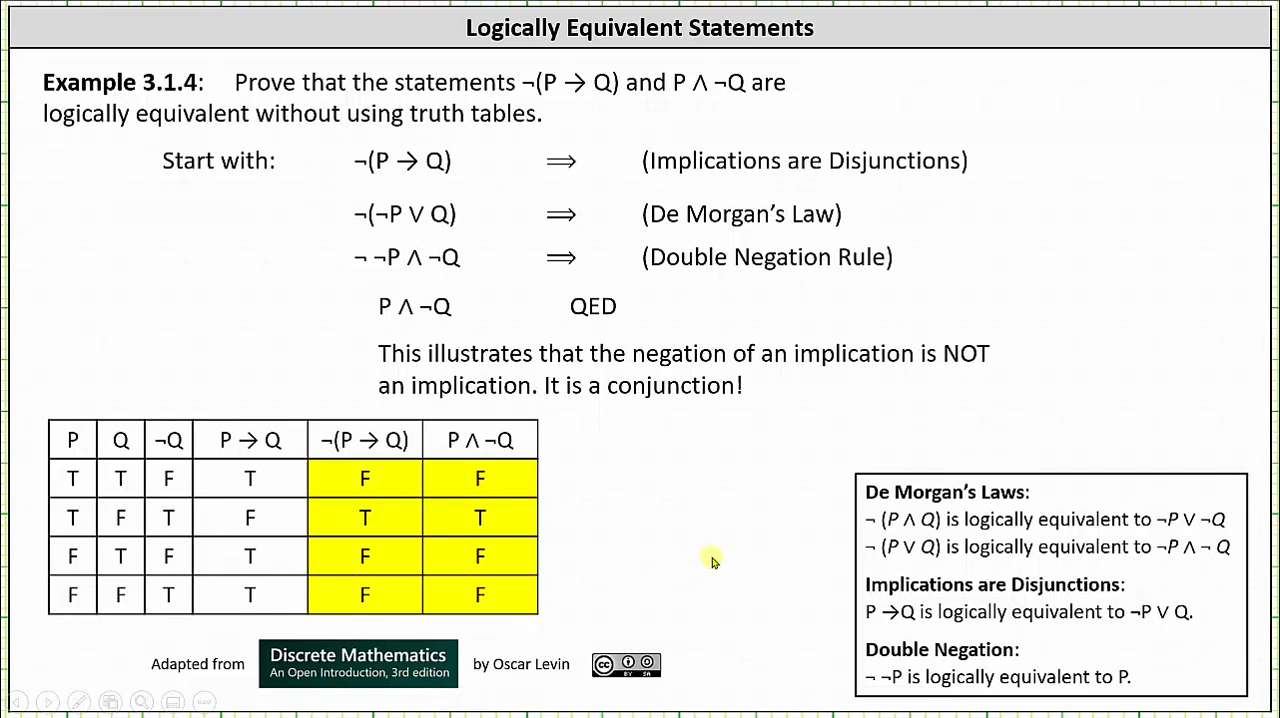 Logically Equivalent Statements
Example 3.1.4: Prove that the statements ¬(P → Q) and P ∧ ¬Q are
logically equivalent without using truth tables.
Start with: ¬(P → Q) ⟹ (Implications are Disjunctions)
¬(¬P ∨ Q) ⟹ (De Morgan’s Law)
¬ ¬P ∧ ¬Q ⟹ (Double Negation Rule)
P ∧ ¬Q QED
This illustrates that the negation of an implication is NOT
an implication. It is a conjunction!
P Q ¬Q P → Q ¬(P → Q) P ∧ ¬Q
T T F T F F
T F T F T T
F T F T F F
F F T T F F
De Morgan’s Laws:
¬ (P ∧ Q) is logically equivalent to ¬P ∨ ¬Q
¬ (P ∨ Q) is logically equivalent to ¬P ∧ ¬ Q
Implications are Disjunctions:
P →Q is logically equivalent to ¬P ∨ Q.
Double Negation:
¬ ¬P is logically equivalent to P.
Adapted from
Discrete Mathematics
An Open Introduction, 3rd edition
by Oscar Levin
cc
BY SA